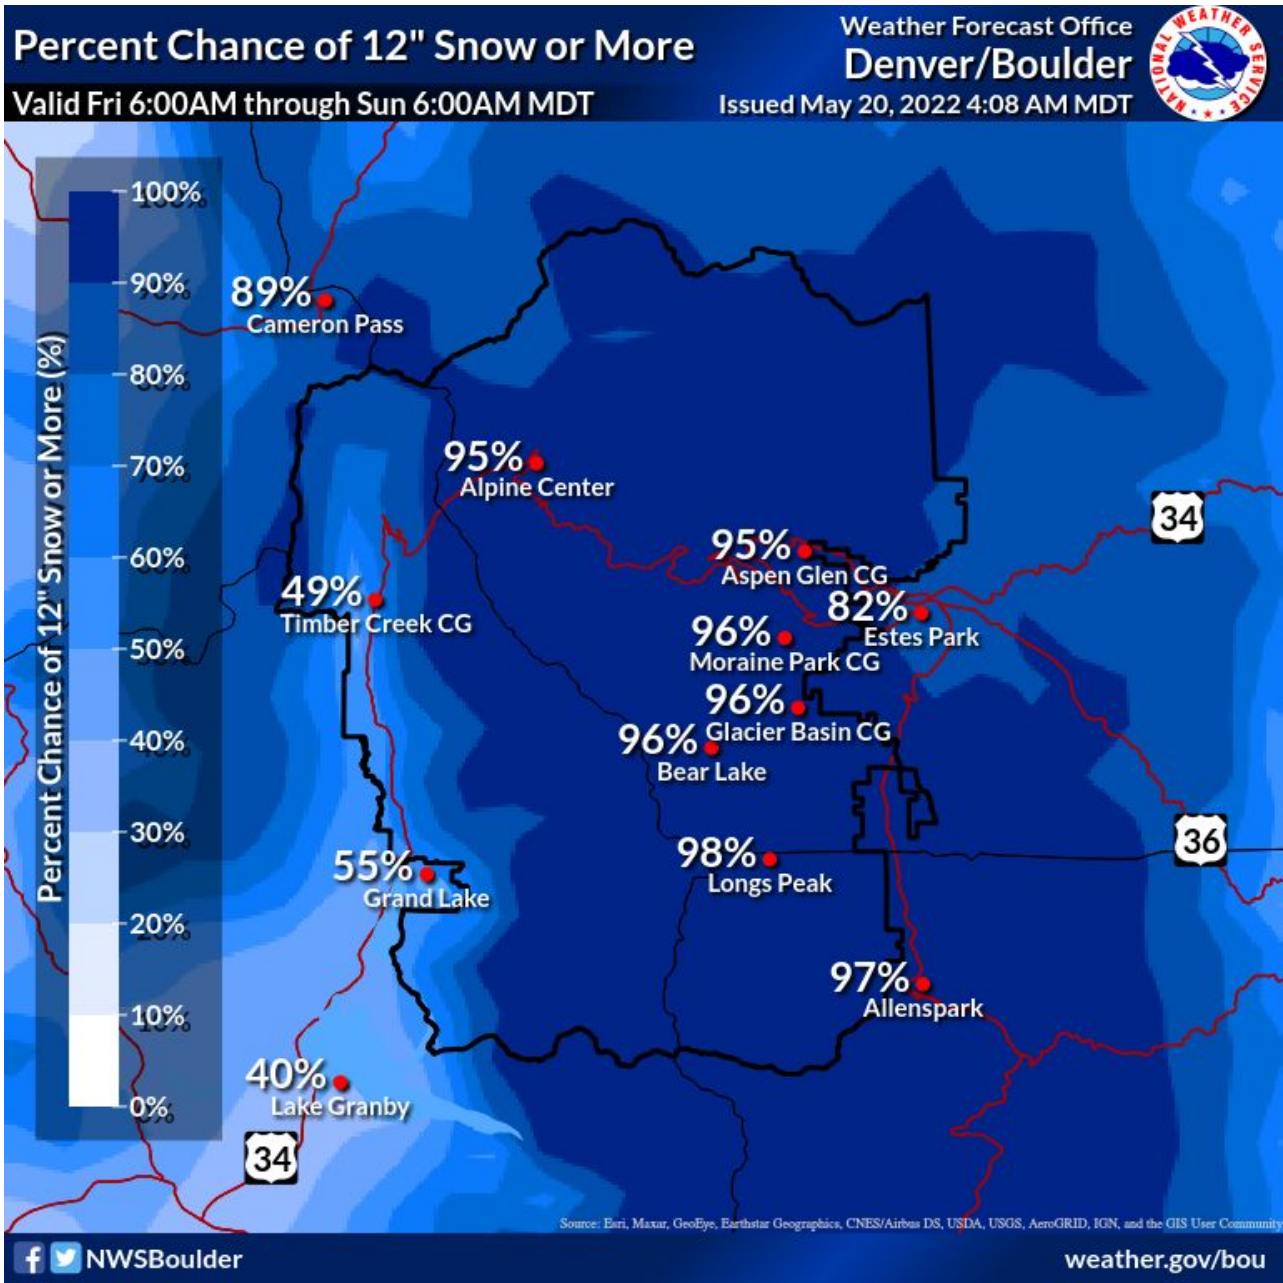 Percent Chance of 12" Snow or More
Valid Fri 6:00AM through Sun 6:00AM MDT
Weather Forecast Office
Denver/Boulder
Issued May 20, 2022 4:08 AM MDT
NATIONAL WEATHER SERVICE
Percent Chance of 12" Snow or More (%)
100%
90%
80%
70%
60%
50%
40%
30%
20%
10%
0%
89%
Cameron Pass
95%
Alpine Center
34
95%
Aspen Glen CG
49%
Timber Creek CG
82%
Estes Park
96%
Moraine Park CG
96%
Glacier Basin CG
96%
Bear Lake
36
98%
Longs Peak
55%
Grand Lake
97%
Allenspark
40%
Lake Granby
34
Source: Esri, Maxar, GeoEye, Earthstar Geographics, CNES/Airbus DS, USDA, USGS, AeroGRID, IGN, and the GIS User Community
NWSBoulder
weather.gov/bou